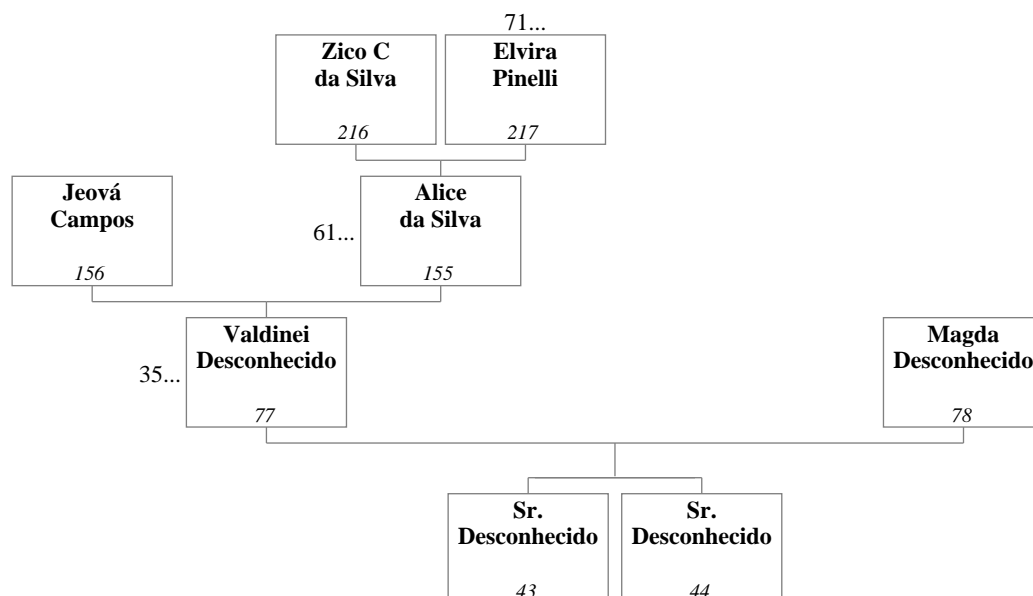 71...
Zico C
da Silva
216
Elvira
Pinelli
217
Jeová
Campos
156
61...
Alice
da Silva
155
35...
Valdinei
Desconhecido
77
Magda
Desconhecido
78
Sr.
Desconhecido
43
Sr.
Desconhecido
44